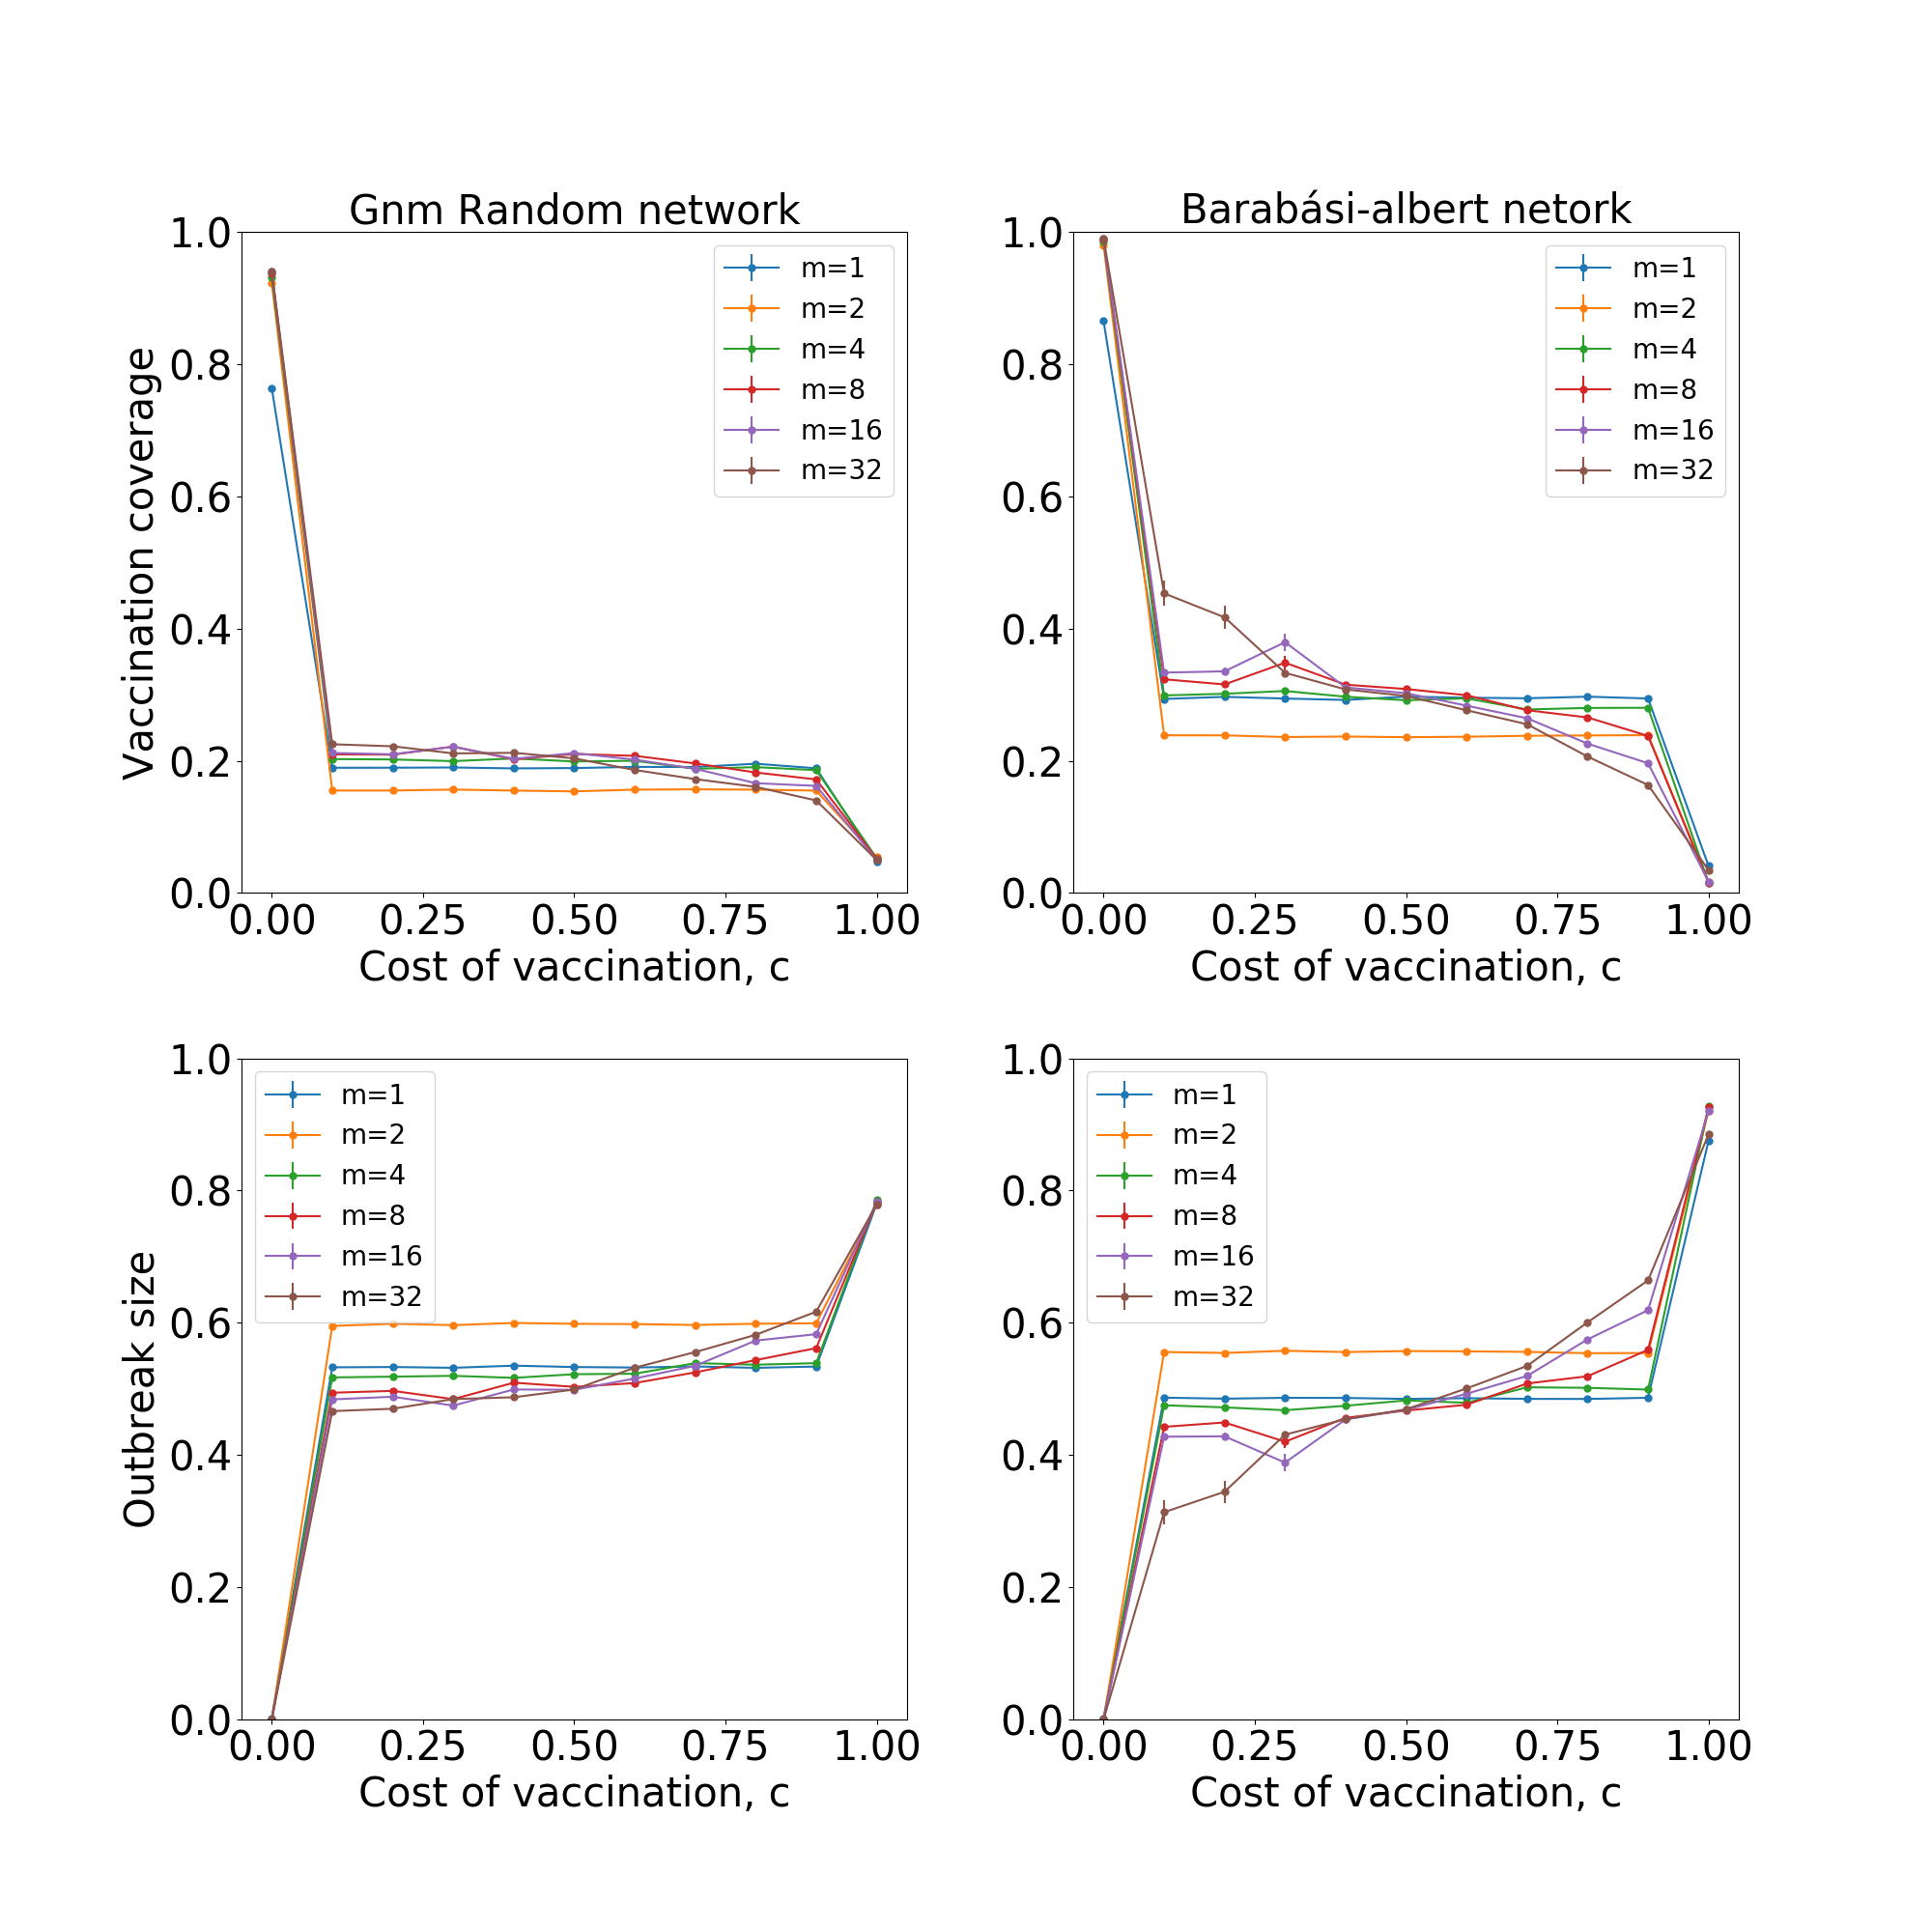 Gnm Random network
Vaccination coverage
1.0
0.8
0.6
0.4
0.2
0.0
m=1
m=2
m=4
m=8
m=16
m=32
0.00 0.25 0.50 0.75 1.00
Cost of vaccination, c
Barabási-albert netork
1.0
0.8
0.6
0.4
0.2
0.0
m=1
m=2
m=4
m=8
m=16
m=32
0.00 0.25 0.50 0.75 1.00
Cost of vaccination, c
Outbreak size
1.0
0.8
0.6
0.4
0.2
0.0
m=1
m=2
m=4
m=8
m=16
m=32
0.00 0.25 0.50 0.75 1.00
Cost of vaccination, c
1.0
0.8
0.6
0.4
0.2
0.0
m=1
m=2
m=4
m=8
m=16
m=32
0.00 0.25 0.50 0.75 1.00
Cost of vaccination, c